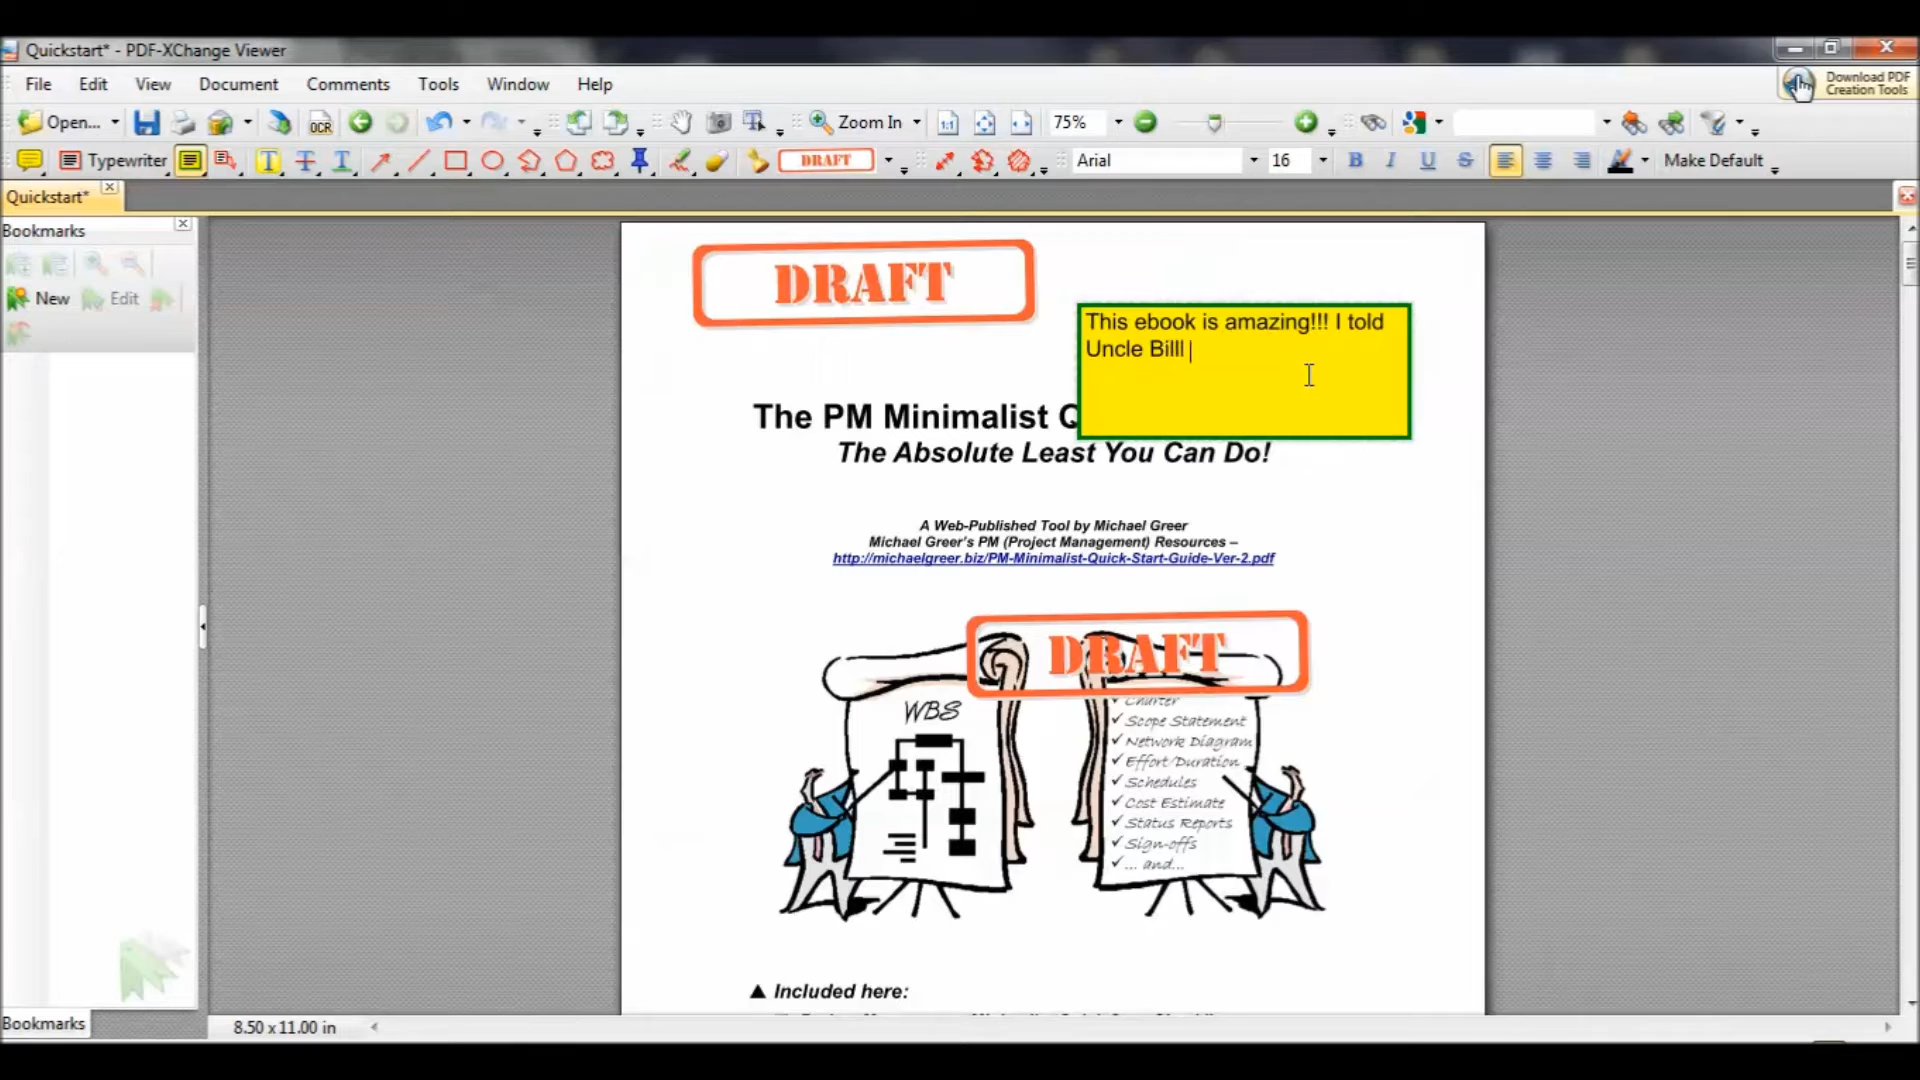 Quickstart* - PDF-XChange Viewer
File Edit View Document Comments Tools Window Help
Download PDF
Creation Tools
Open... OCR Zoom In 1:1 75%
Typewriter DRAFT Arial 16 B I U S Make Default
Quickstart*
Bookmarks
New Edit
DRAFT
This ebook is amazing!!! I told
Uncle Billl
The PM Minimalist Q
The Absolute Least You Can Do!
A Web-Published Tool by Michael Greer
Michael Greer's PM (Project Management) Resources –
http://michaelgreer.biz/PM-Minimalist-Quick-Start-Guide-Ver-2.pdf
DRAFT
WBS
✓ Charter
✓ Scope Statement
✓ Network Diagram
✓ Effort/Duration
✓ Schedules
✓ Cost Estimate
✓ Status Reports
✓ Sign-offs
✓ ... and...
▲ Included here:
Bookmarks
8.50 x 11.00 in